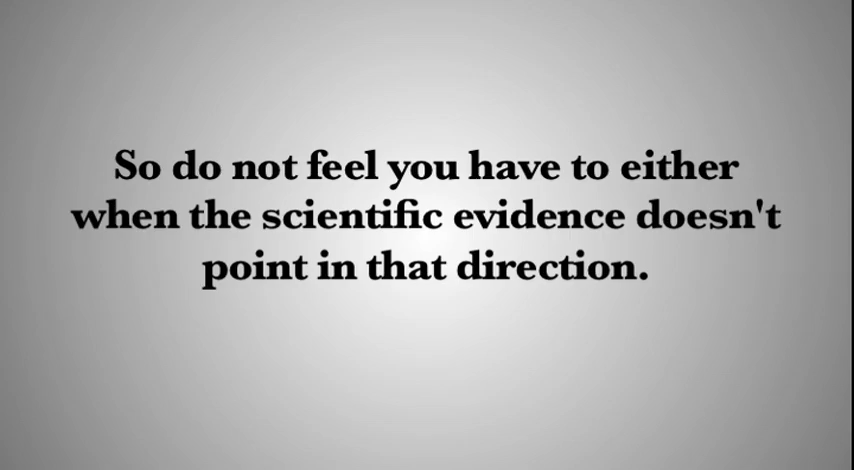 So do not feel you have to either
when the scientific evidence doesn't
point in that direction.